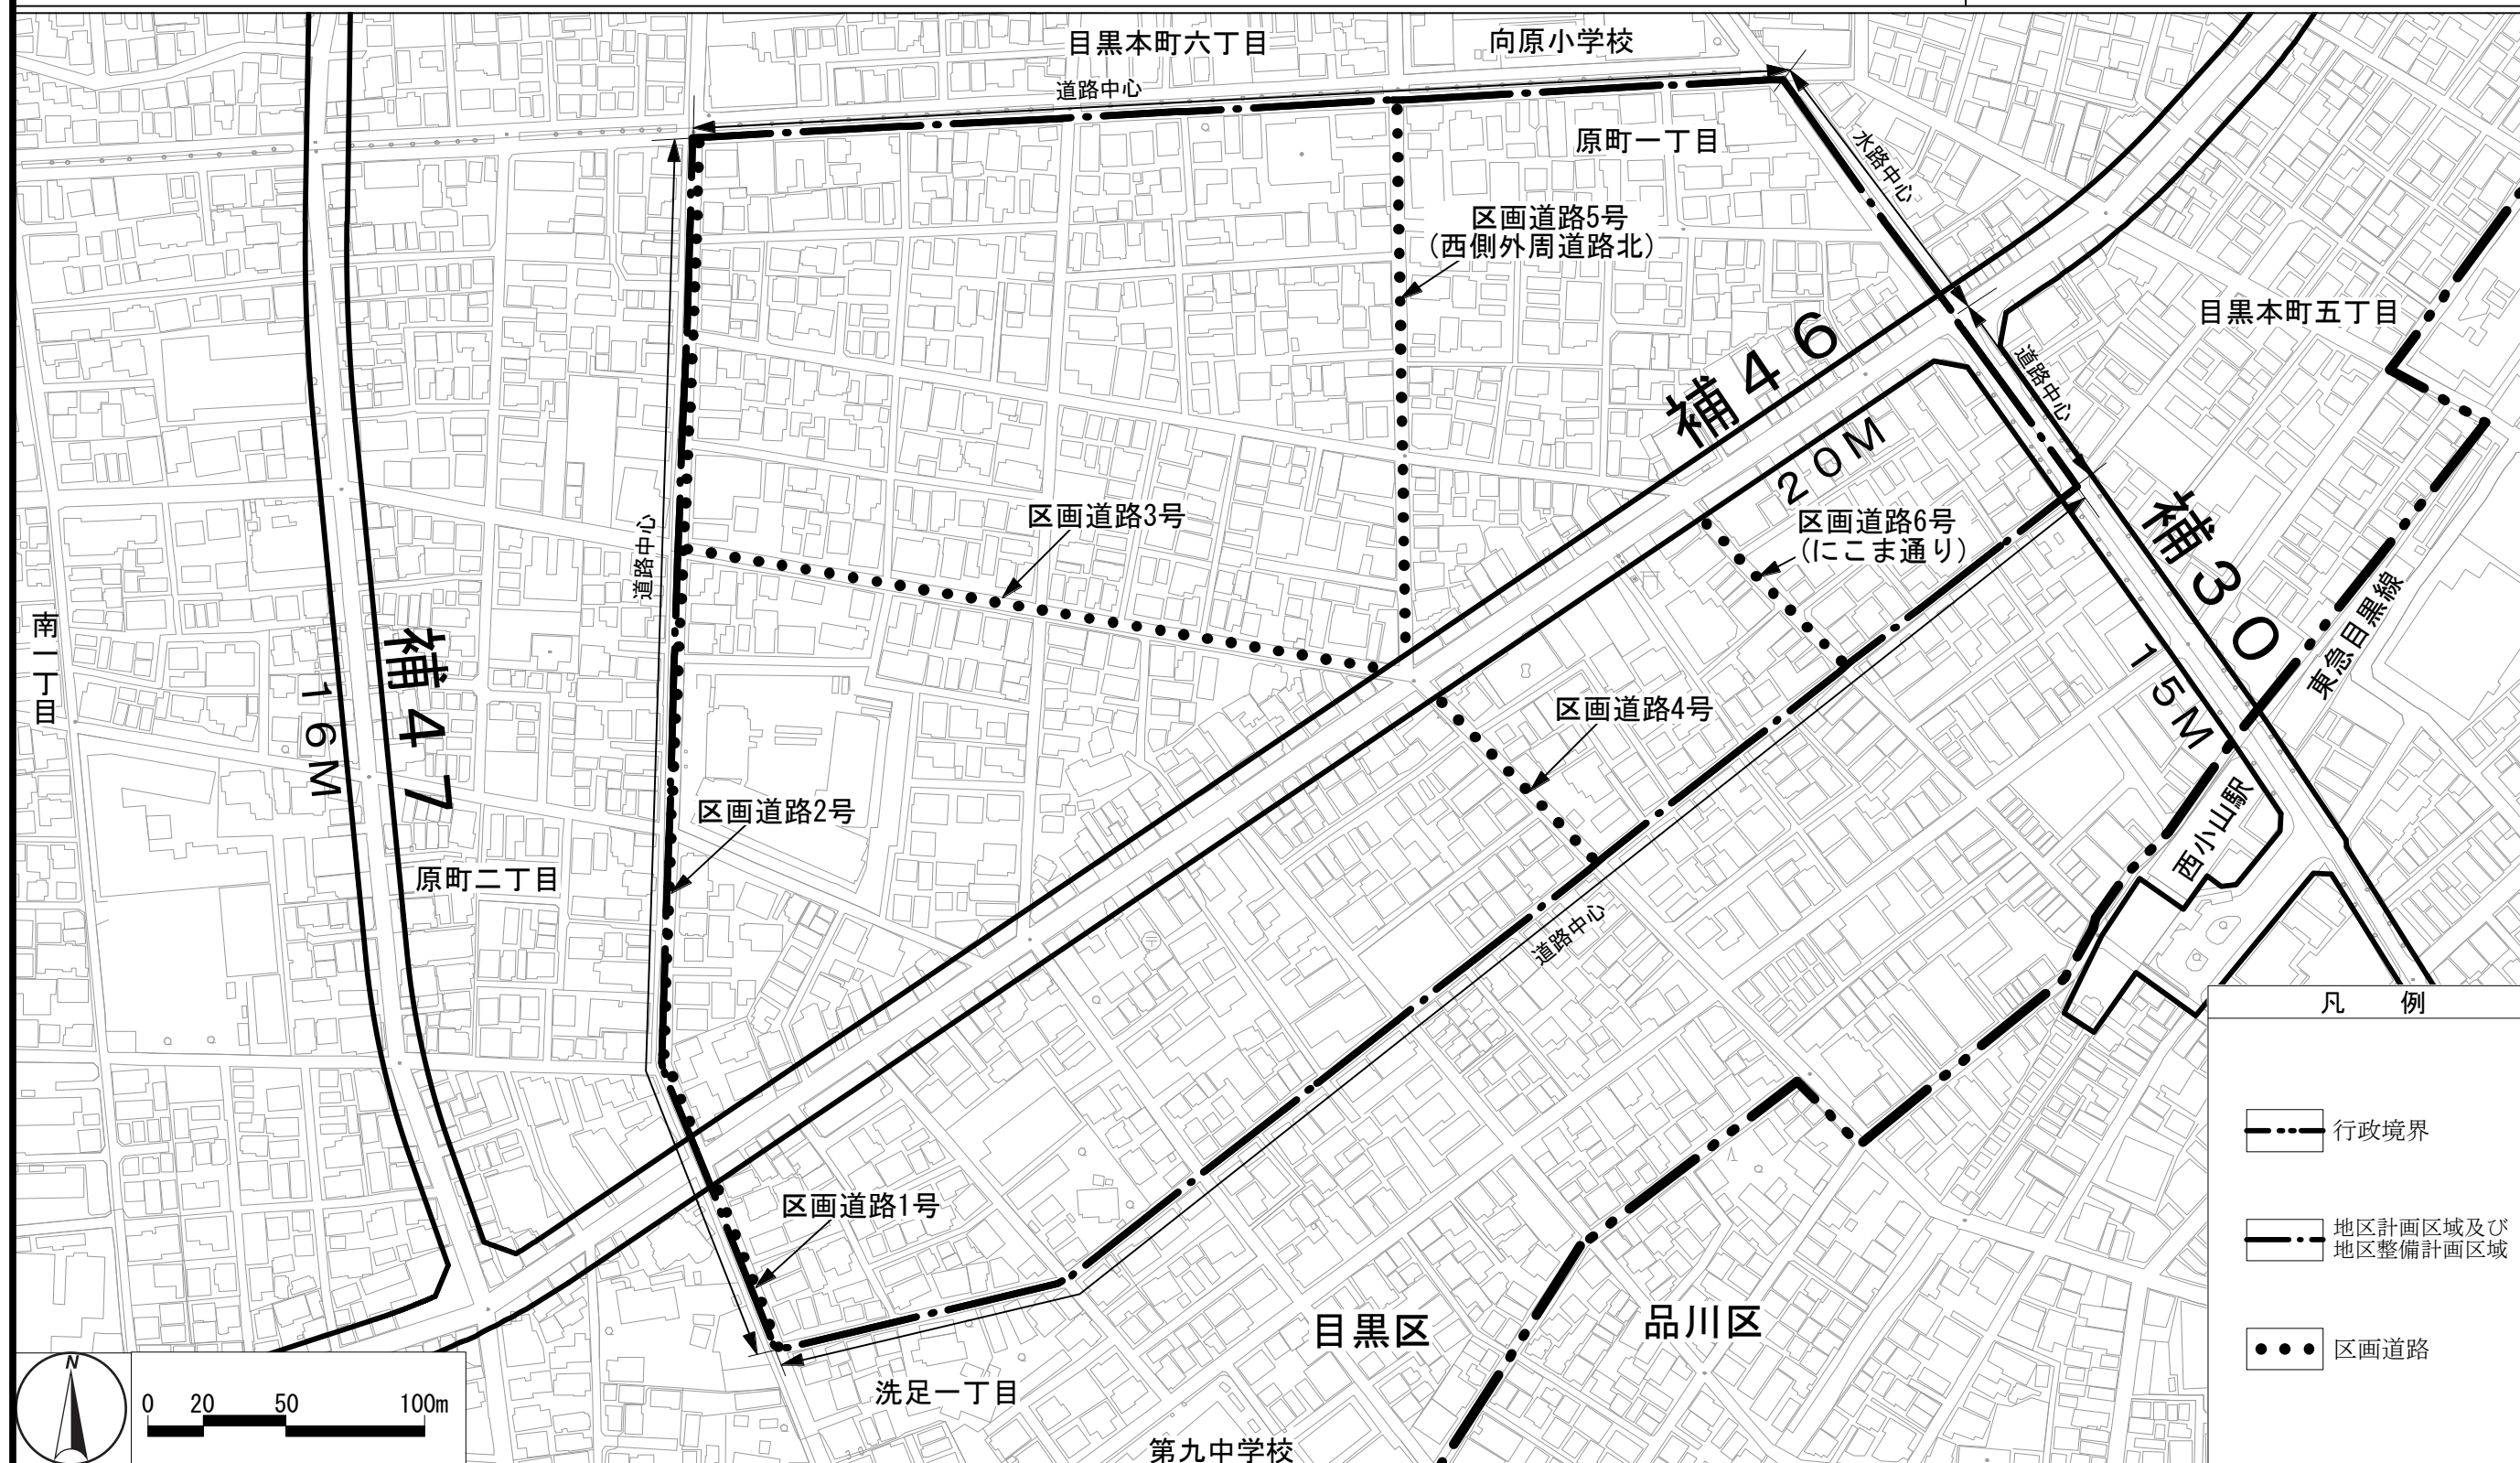 目黒本町六丁目
向原小学校
道路中心
原町一丁目
水路中心
区画道路5号
(西側外周道路北)
目黒本町五丁目
補46
道路中心
20M
区画道路3号
区画道路6号
(にこま通り)
道路中心
補30
南一丁目
補47
16M
東急目黒線
15M
区画道路4号
区画道路2号
西小山駅
原町二丁目
道路中心
凡 例
行政境界
区画道路1号
地区計画区域及び
地区整備計画区域
目黒区
品川区
区画道路
洗足一丁目
N
0 20 50 100m
第九中学校